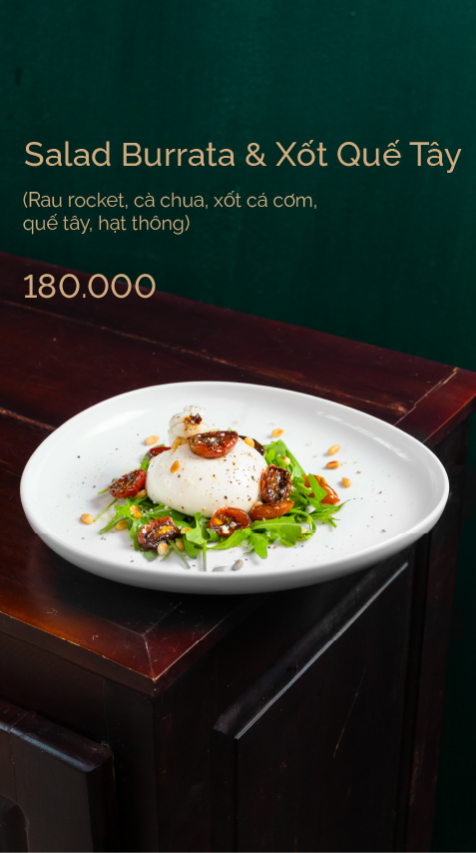 Salad Burrata & Xốt Quế Tây
(Rau rocket, cà chua, xốt cá cơm,
quế tây, hạt thông)
180.000